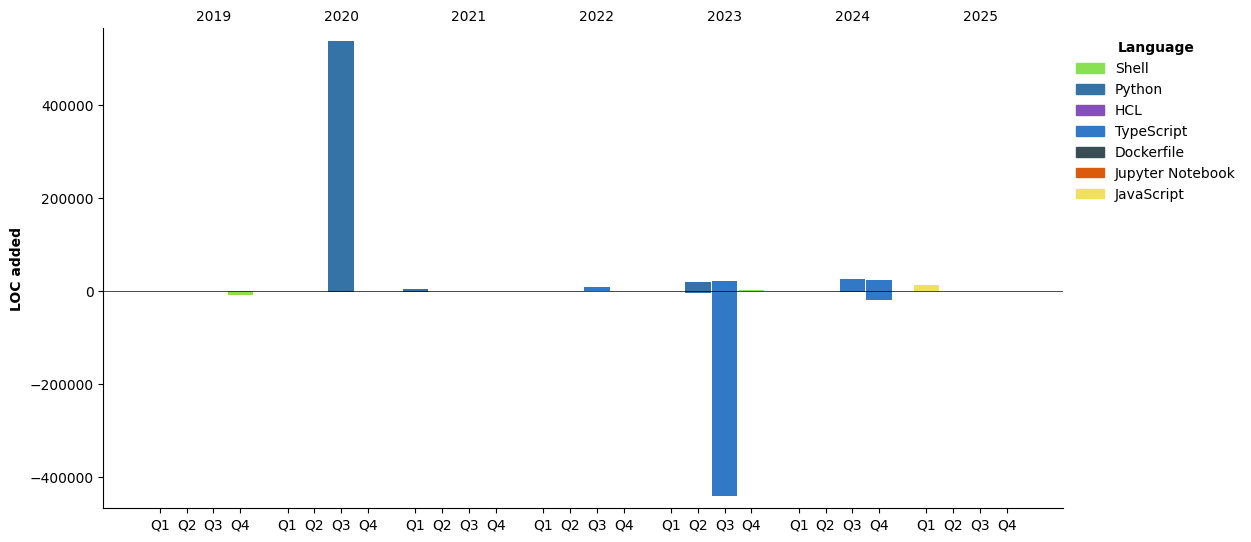 2019 2020 2021 2022 2023 2024 2025
Language
Shell
Python
HCL
TypeScript
Dockerfile
Jupyter Notebook
JavaScript
LOC added
400000
200000
0
−200000
−400000
Q1 Q2 Q3 Q4 Q1 Q2 Q3 Q4 Q1 Q2 Q3 Q4 Q1 Q2 Q3 Q4 Q1 Q2 Q3 Q4 Q1 Q2 Q3 Q4 Q1 Q2 Q3 Q4